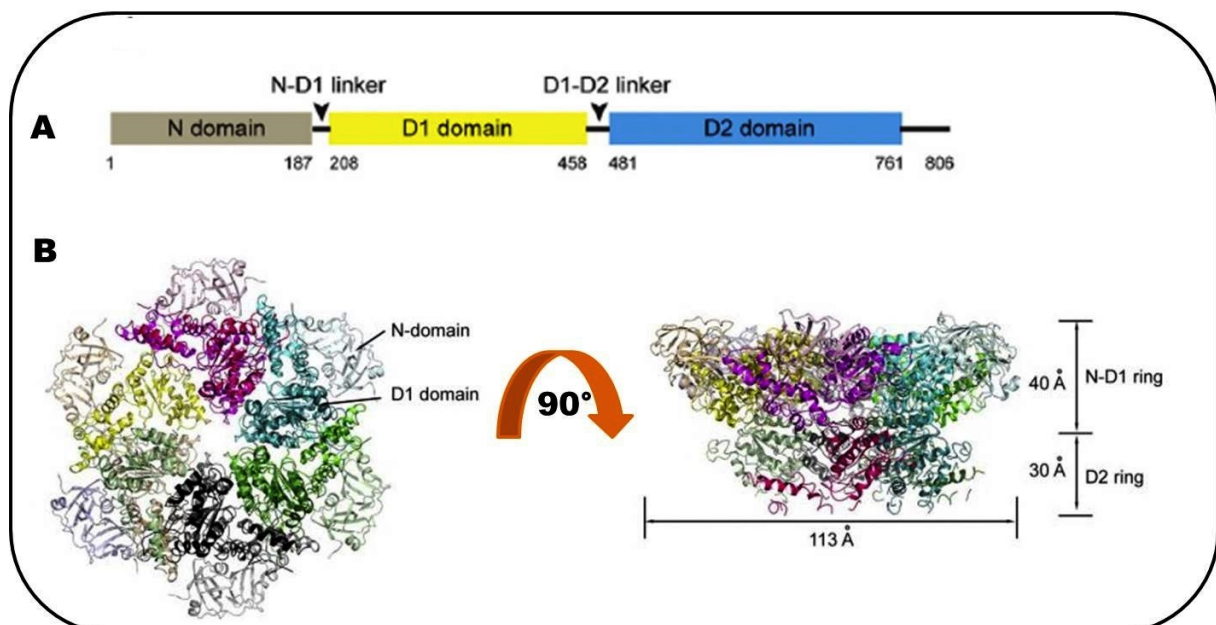 N-D1 linker D1-D2 linker
A N domain D1 domain D2 domain
1 187 208 458 481 761 806
B
N-domain
D1 domain
90°
40 Å N-D1 ring
30 Å D2 ring
113 Å